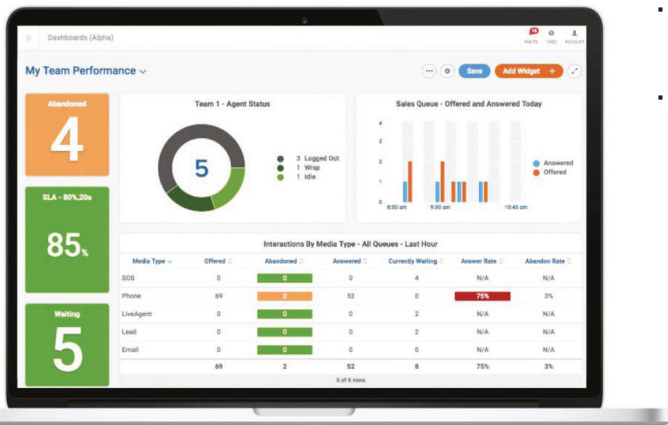 Dashboards (Alpha)
Alerts Help Account
My Team Performance
Save
Add Widget +
Abandoned
4
SLA - 80%,20s
85%
Waiting
5
Team 1 - Agent Status
5
3 Logged Out
1 Wrap
1 Idle
Sales Queue - Offered and Answered Today
4
3
2
1
0
8:00 am 9:00 am 10:45 am
Answered
Offered
Interactions By Media Type - All Queues - Last Hour
Media Type Offered Abandoned Answered Currently Waiting Answer Rate Abandon Rate
SOS 0 0 0 4 N/A N/A
Phone 69 2 52 0 75% 3%
LiveAgent 0 0 0 2 N/A N/A
Lead 0 0 0 2 N/A N/A
Email 0 0 0 0 N/A N/A
69 2 52 8 75% 3%
5 of 6 rows